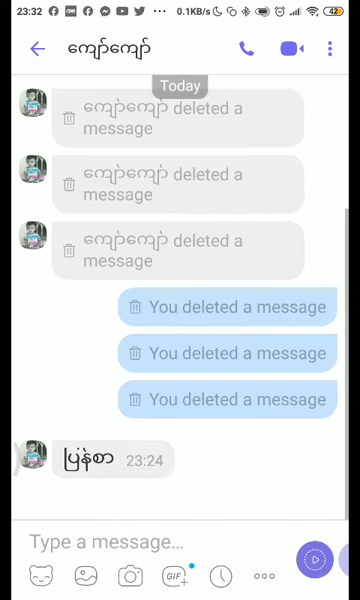 23:32 0.1KB/s 42
ကျော်ကျော်
Today
ကျော်ကျော် deleted a
message
ကျော်ကျော် deleted a
message
ကျော်ကျော် deleted a
message
You deleted a message
You deleted a message
You deleted a message
ပြန်စာ 23:24
Type a message...
GIF